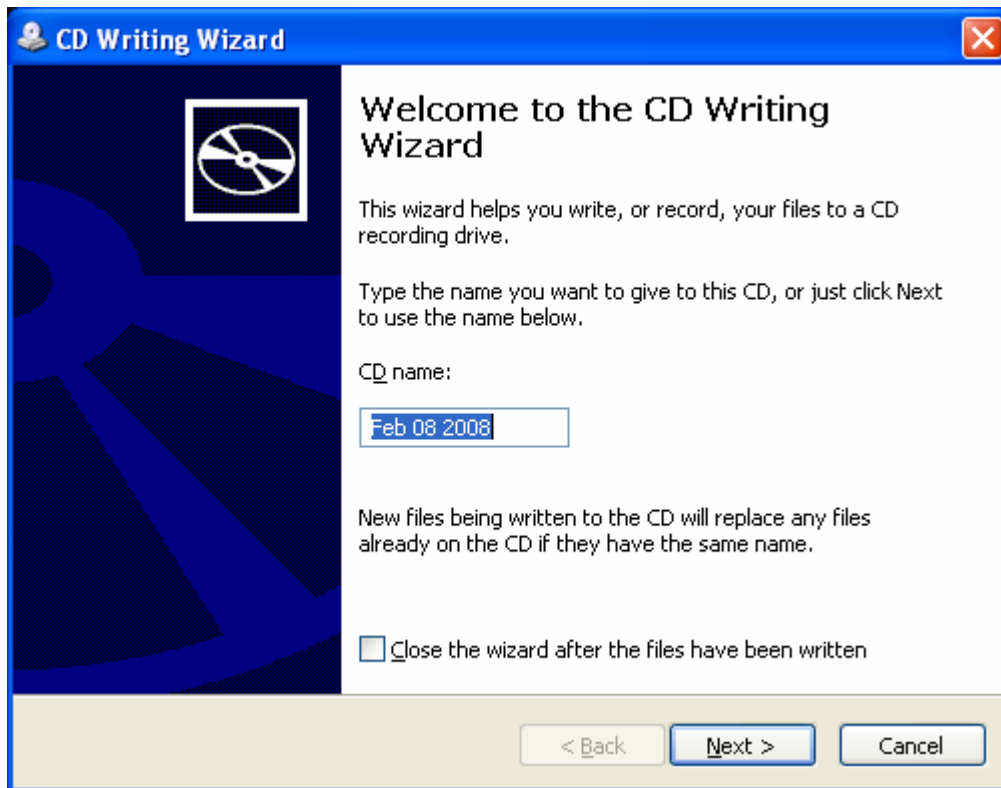 CD Writing Wizard
Welcome to the CD Writing
Wizard
This wizard helps you write, or record, your files to a CD
recording drive.
Type the name you want to give to this CD, or just click Next
to use the name below.
CD name:
Feb 08 2008
New files being written to the CD will replace any files
already on the CD if they have the same name.
Close the wizard after the files have been written
< Back
Next >
Cancel